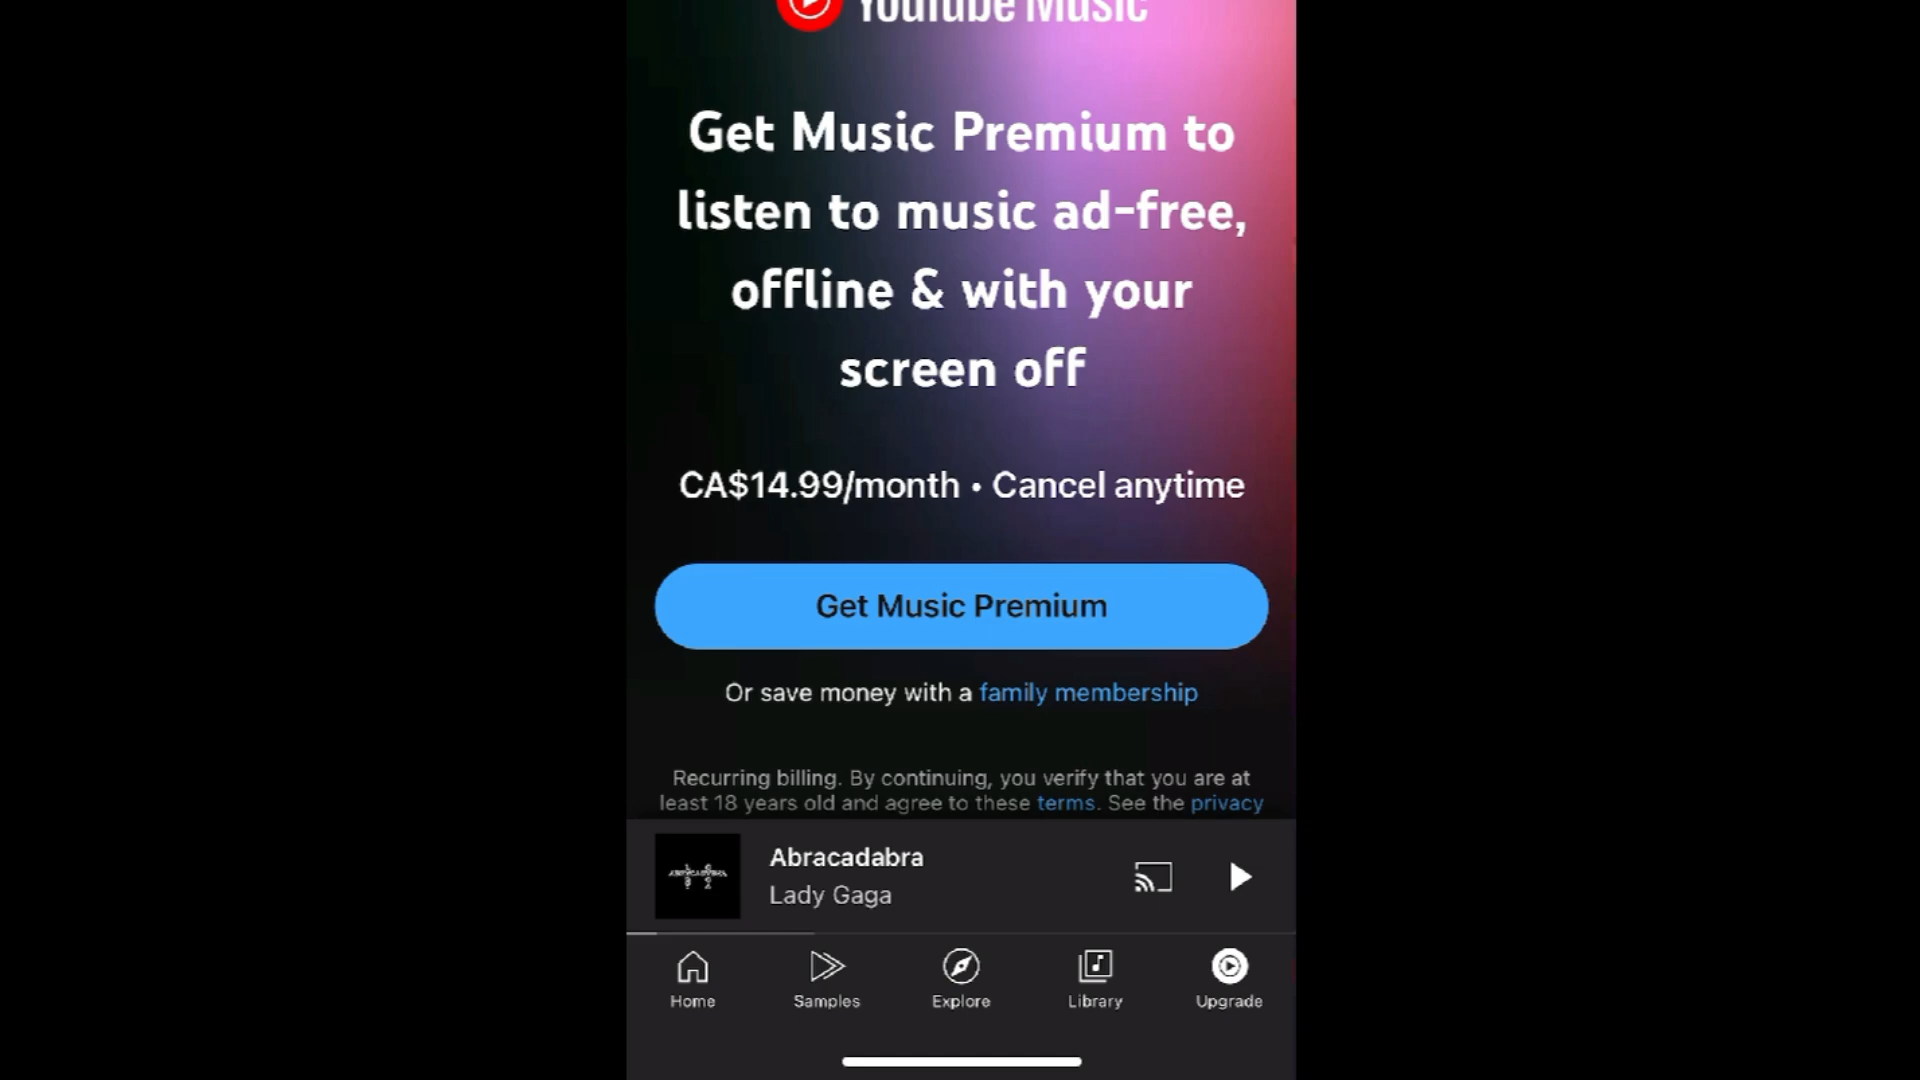 YouTube Music
Get Music Premium to
listen to music ad-free,
offline & with your
screen off
CA$14.99/month • Cancel anytime
Get Music Premium
Or save money with a family membership
Recurring billing. By continuing, you verify that you are at
least 18 years old and agree to these terms. See the privacy
Abracadabra
Lady Gaga
Home
Samples
Explore
Library
Upgrade